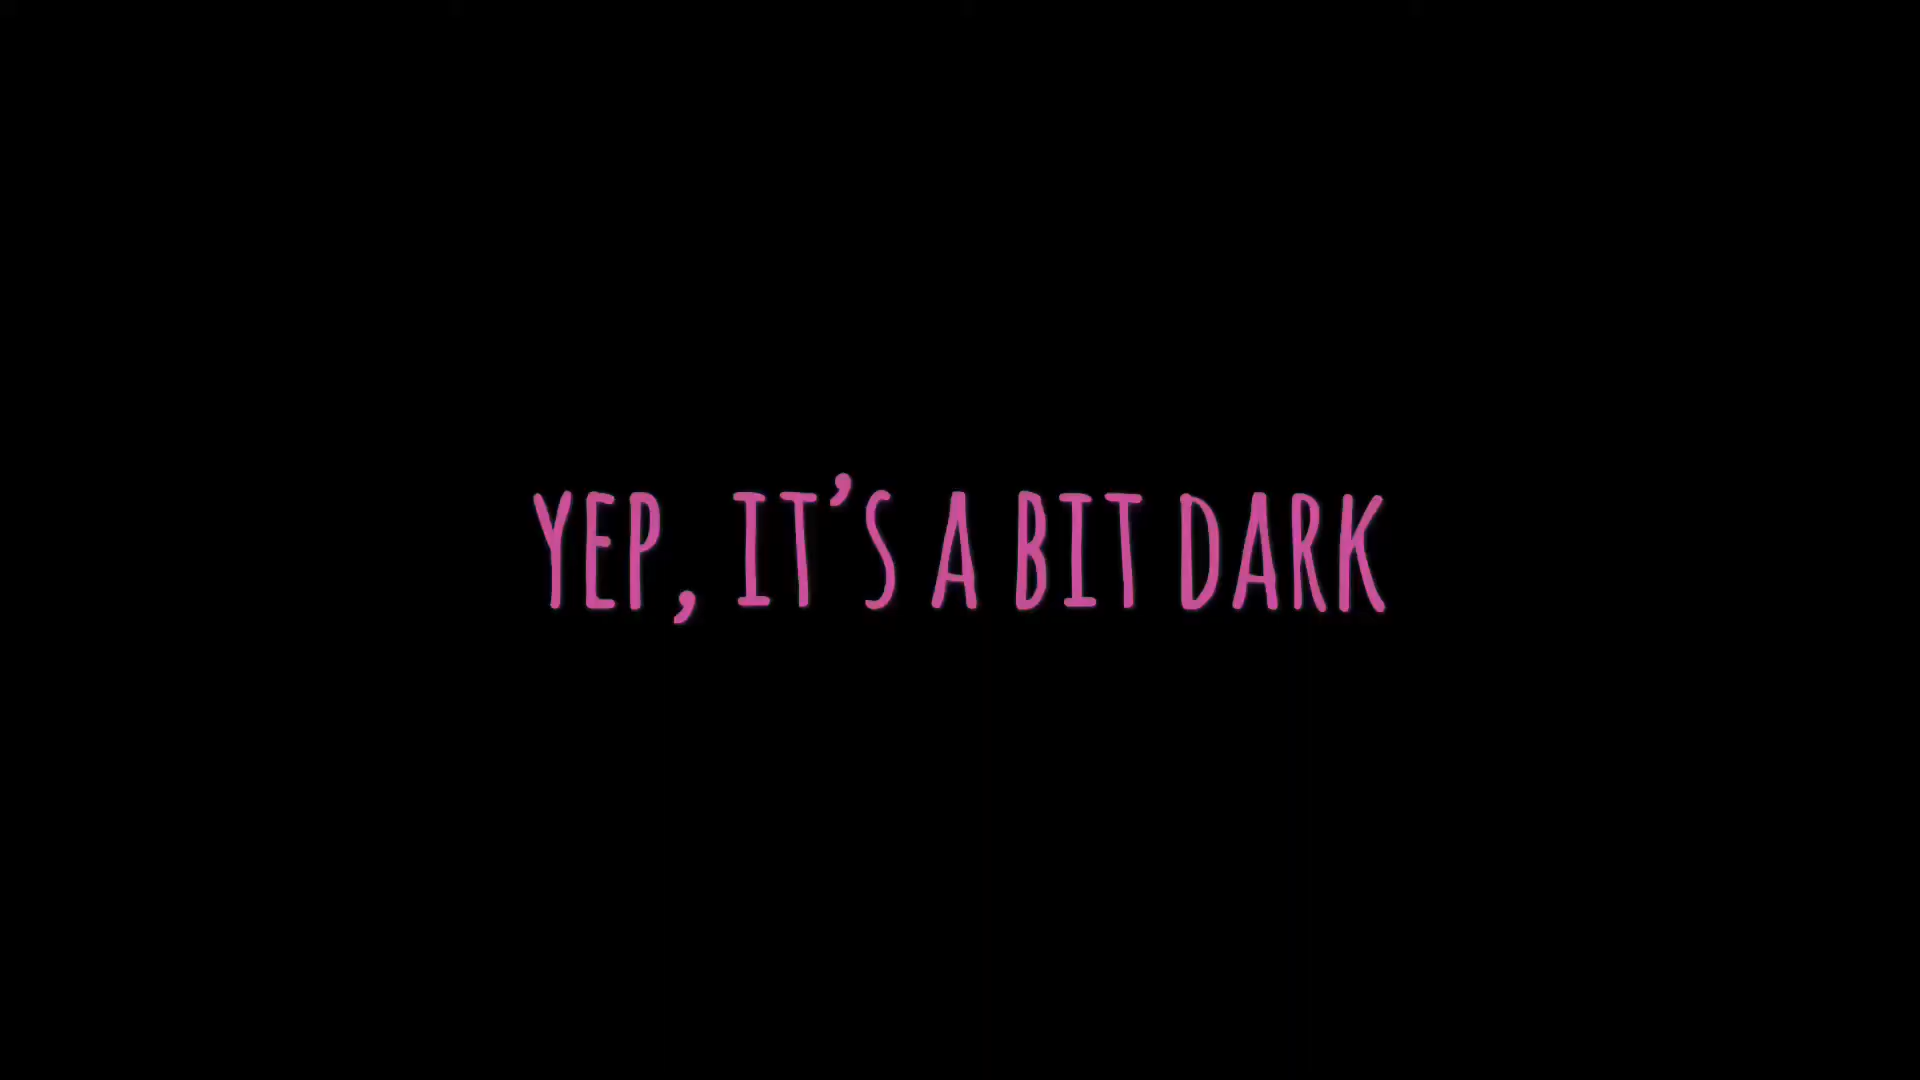 YEP, IT’S A BIT DARK